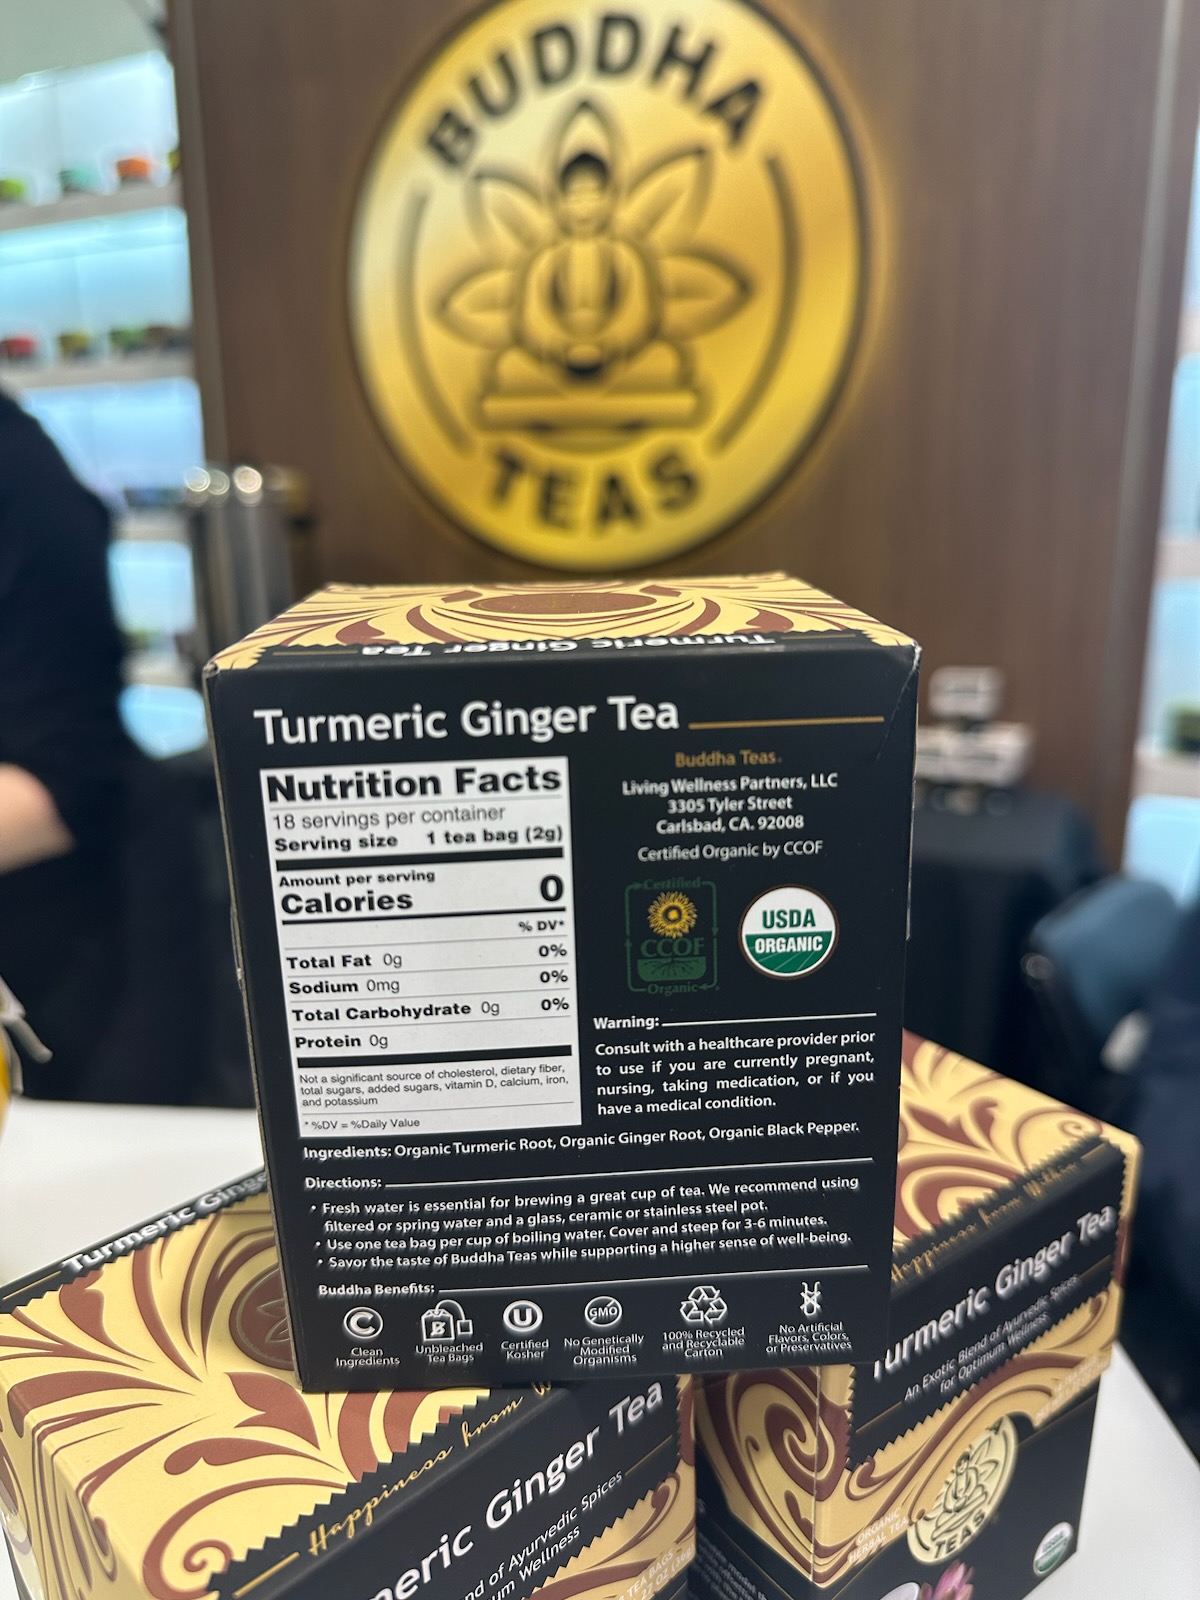 BUDDHA
TEAS
Turmeric Ginger Tea
Turmeric Ginger Tea
Nutrition Facts
18 servings per container
Serving size 1 tea bag (2g)
Amount per serving
Calories 0
% DV*
Total Fat 0g 0%
Sodium 0mg 0%
Total Carbohydrate 0g 0%
Protein 0g
Not a significant source of cholesterol, dietary fiber,
total sugars, added sugars, vitamin D, calcium, iron,
and potassium
* %DV = %Daily Value
Buddha Teas
Living Wellness Partners, LLC
3305 Tyler Street
Carlsbad, CA. 92008
Certified Organic by CCOF
Certified
CCOF
Organic
USDA
ORGANIC
Warning:
Consult with a healthcare provider prior
to use if you are currently pregnant,
nursing, taking medication, or if you
have a medical condition.
Ingredients: Organic Turmeric Root, Organic Ginger Root, Organic Black Pepper.
Directions:
• Fresh water is essential for brewing a great cup of tea. We recommend using
filtered or spring water and a glass, ceramic or stainless steel pot.
• Use one tea bag per cup of boiling water. Cover and steep for 3-6 minutes.
• Savor the taste of Buddha Teas while supporting a higher sense of well-being.
Buddha Benefits:
C
Clean
Ingredients
B
Unbleached
Tea Bags
U
Certified
Kosher
GMO
No Genetically
Modified
Organisms
100% Recycled
and Recyclable
Carton
No Artificial
Flavors, Colors,
or Preservatives
Turmeric Ginge
Happiness from W
meric Ginger Tea
nd of Ayurvedic Spices
um Wellness
TEA BAGS
Happiness from Within
Turmeric Ginger Tea
An Exotic Blend of Ayurvedic Spices
for Optimum Wellness
ORGANIC
HERBAL TEA
TEAS